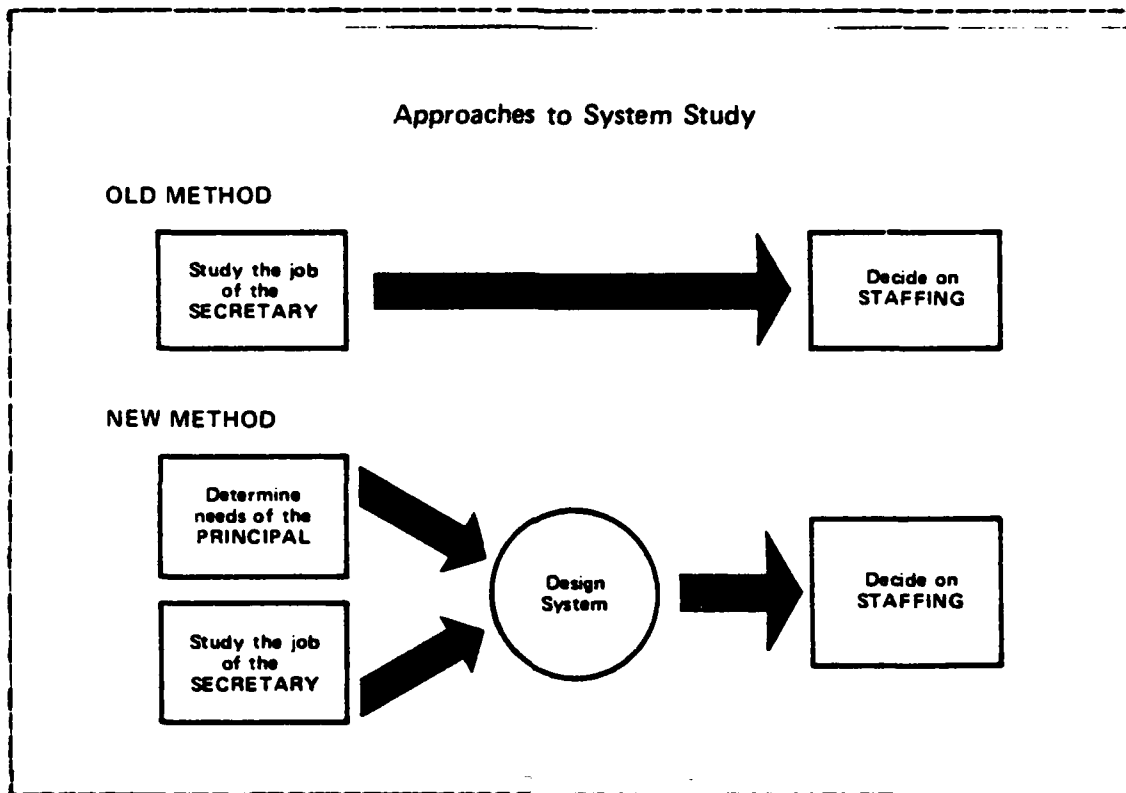 Approaches to System Study
OLD METHOD
Study the job
of the
SECRETARY
Decide on
STAFFING
NEW METHOD
Determine
needs of the
PRINCIPAL
Study the job
of the
SECRETARY
Design
System
Decide on
STAFFING